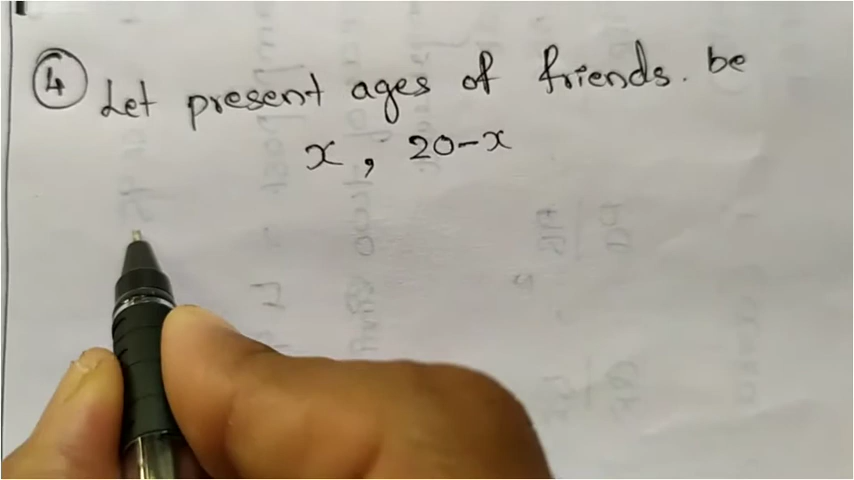 4 Let present ages of friends. be
x, 20-x